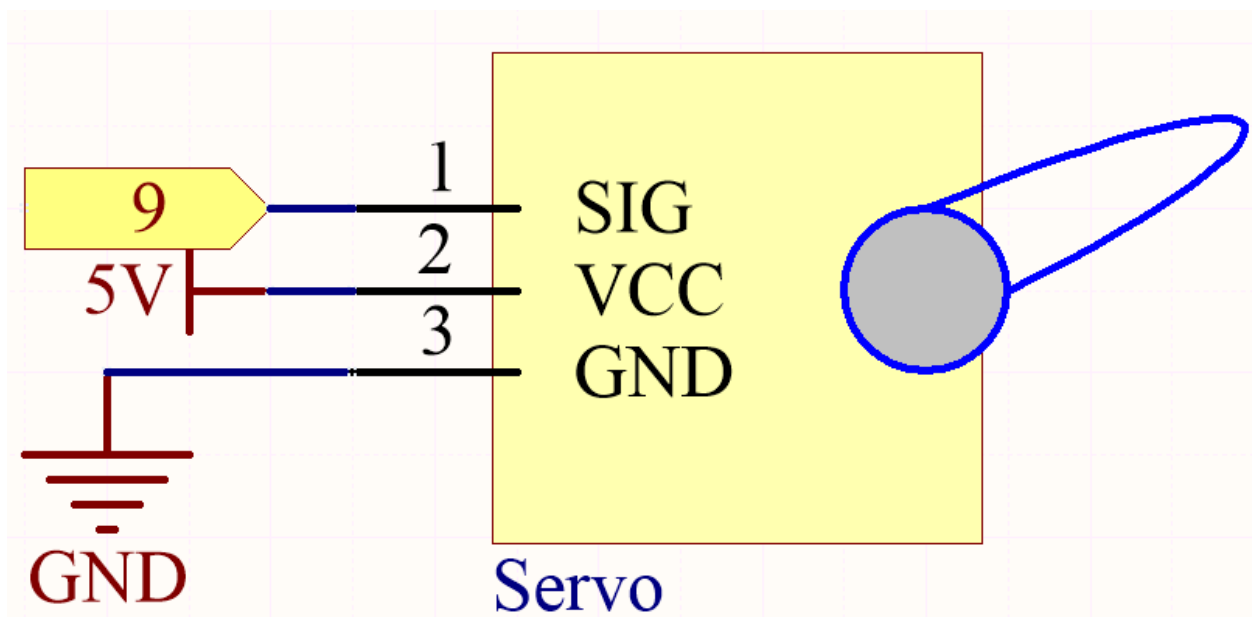 1
9 SIG
2
5V VCC
3
GND
GND
Servo